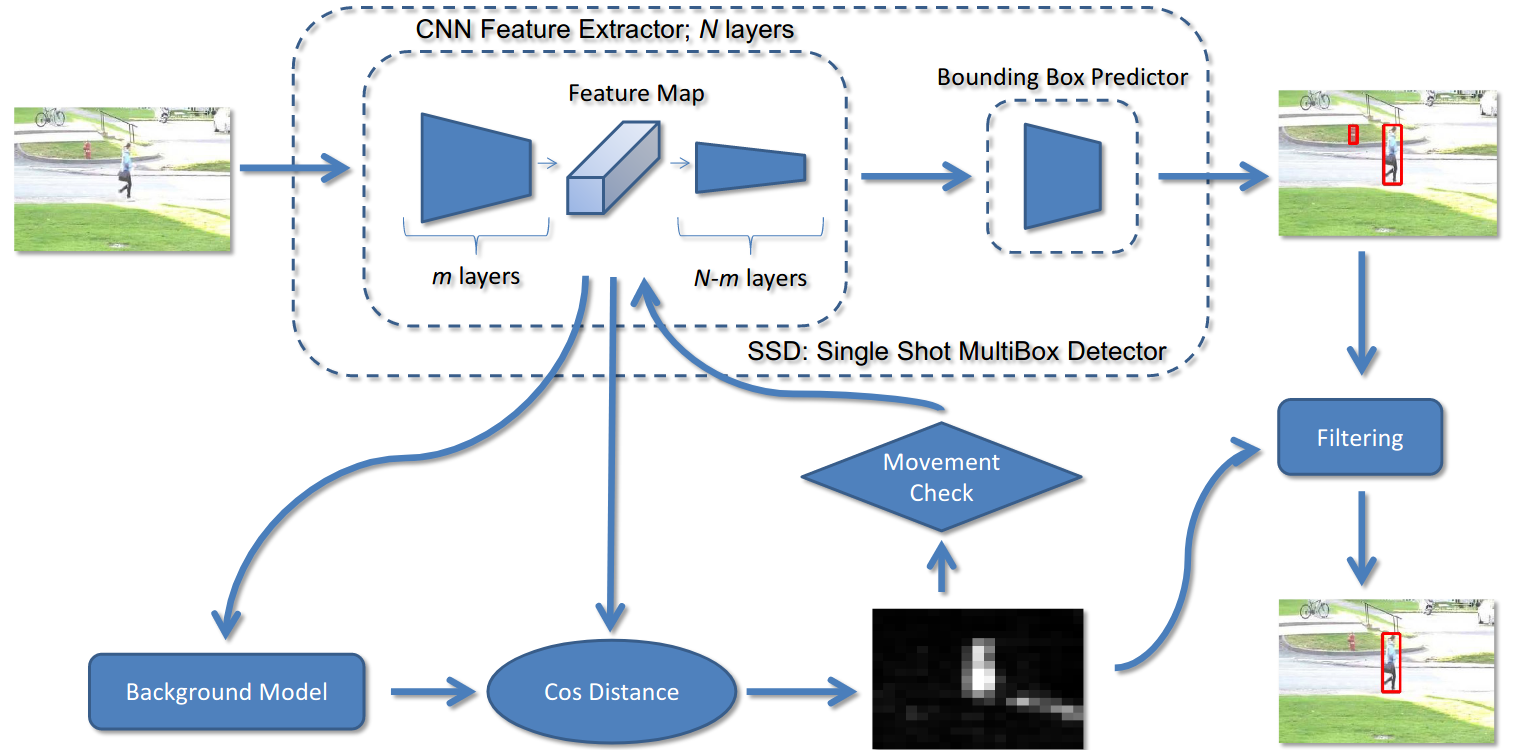 CNN Feature Extractor; N layers
Feature Map
Bounding Box Predictor
m layers
N-m layers
SSD: Single Shot MultiBox Detector
Filtering
Movement
Check
Background Model
Cos Distance